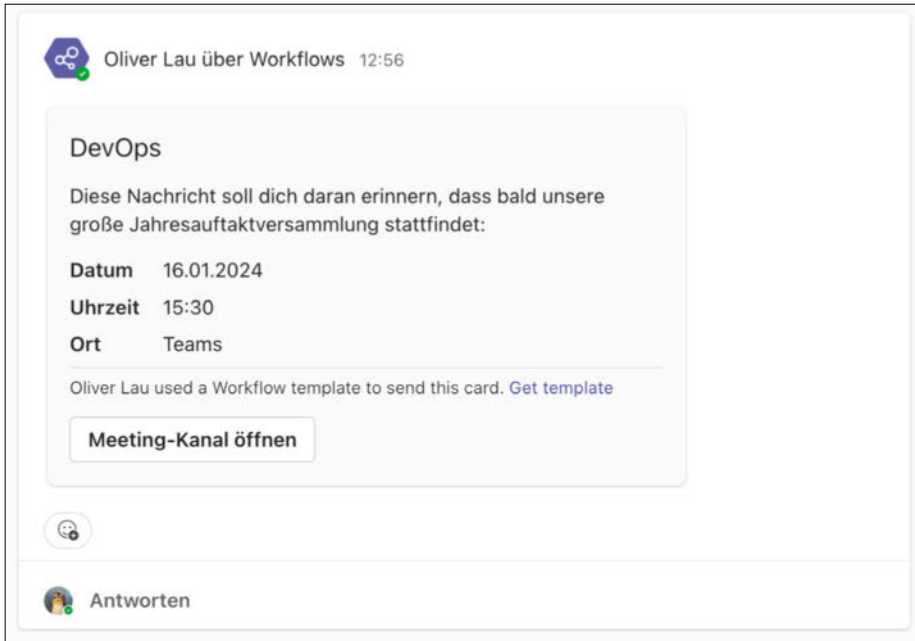 Oliver Lau über Workflows 12:56
DevOps
Diese Nachricht soll dich daran erinnern, dass bald unsere
große Jahresauftaktversammlung stattfindet:
Datum 16.01.2024
Uhrzeit 15:30
Ort Teams
Oliver Lau used a Workflow template to send this card. Get template
Meeting-Kanal öffnen
Antworten